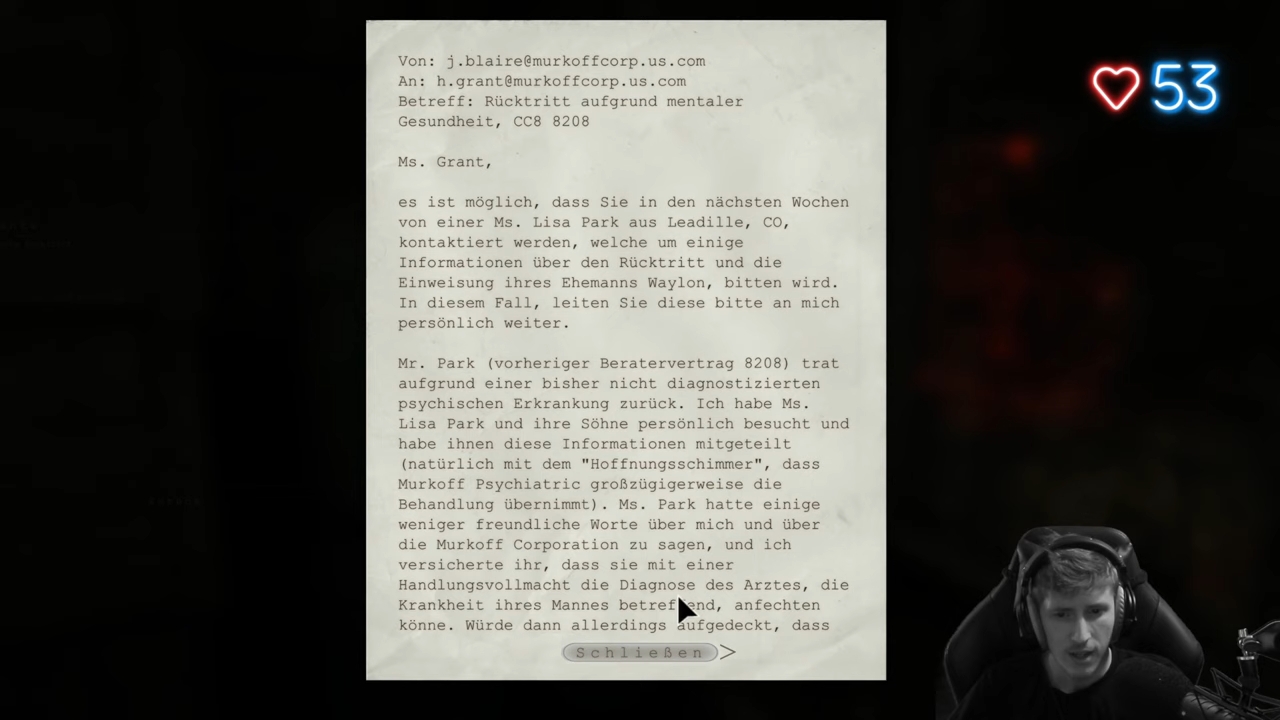 Von: j.blaire@murkoffcorp.us.com
An: h.grant@murkoffcorp.us.com
Betreff: Rücktritt aufgrund mentaler
Gesundheit, CC8 8208
Ms. Grant,
es ist möglich, dass Sie in den nächsten Wochen
von einer Ms. Lisa Park aus Leadille, CO,
kontaktiert werden, welche um einige
Informationen über den Rücktritt und die
Einweisung ihres Ehemanns Waylon, bitten wird.
In diesem Fall, leiten Sie diese bitte an mich
persönlich weiter.
Mr. Park (vorheriger Beratervertrag 8208) trat
aufgrund einer bisher nicht diagnostizierten
psychischen Erkrankung zurück. Ich habe Ms.
Lisa Park und ihre Söhne persönlich besucht und
habe ihnen diese Informationen mitgeteilt
(natürlich mit dem "Hoffnungsschimmer", dass
Murkoff Psychiatric großzügigerweise die
Behandlung übernimmt). Ms. Park hatte einige
weniger freundliche Worte über mich und über
die Murkoff Corporation zu sagen, und ich
versicherte ihr, dass sie mit einer
Handlungsvollmacht die Diagnose des Arztes, die
Krankheit ihres Mannes betreffend, anfechten
könne. Würde dann allerdings aufgedeckt, dass
Schließen >
53